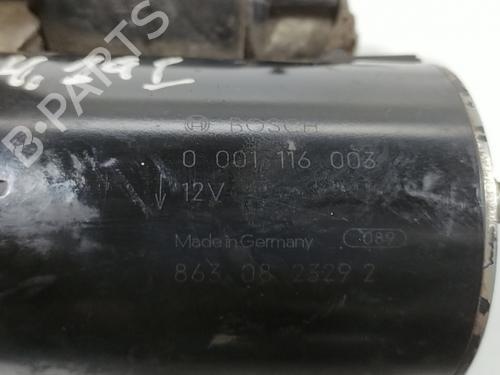 B-PARTS
BOSCH
0 001 116 003
12V
Made in Germany 089
863 08 2329 2